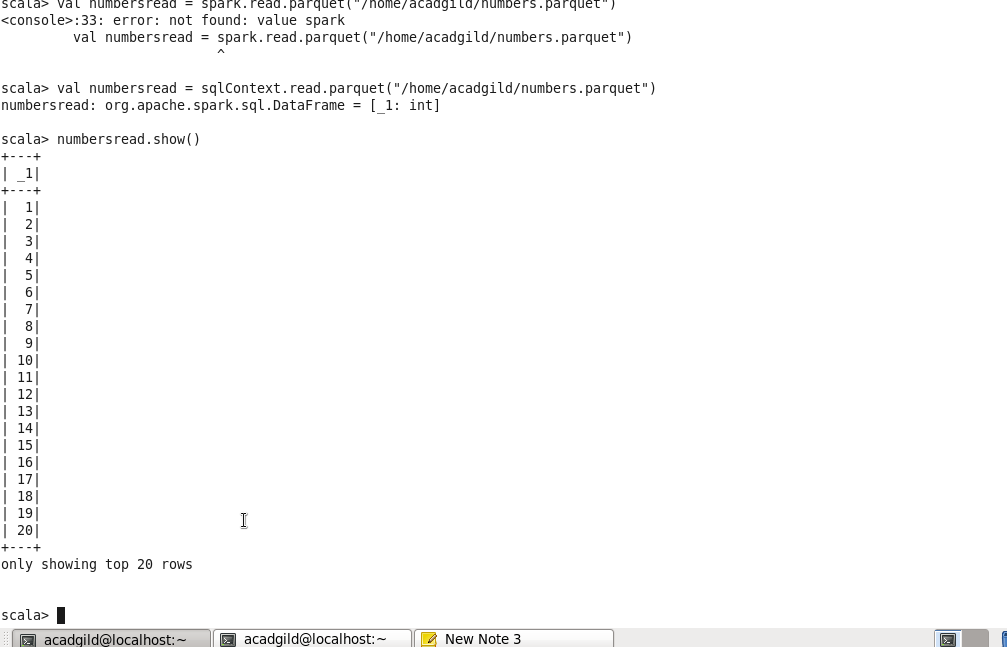 scala> val numbersread = spark.read.parquet("/home/acadgild/numbers.parquet")
<console>:33: error: not found: value spark
         val numbersread = spark.read.parquet("/home/acadgild/numbers.parquet")
                           ^
scala> val numbersread = sqlContext.read.parquet("/home/acadgild/numbers.parquet")
numbersread: org.apache.spark.sql.DataFrame = [_1: int]
scala> numbersread.show()
+---+
| _1|
+---+
|  1|
|  2|
|  3|
|  4|
|  5|
|  6|
|  7|
|  8|
|  9|
| 10|
| 11|
| 12|
| 13|
| 14|
| 15|
| 16|
| 17|
| 18|
| 19|
| 20|
+---+
only showing top 20 rows
scala>
acadgild@localhost:~ acadgild@localhost:~ New Note 3